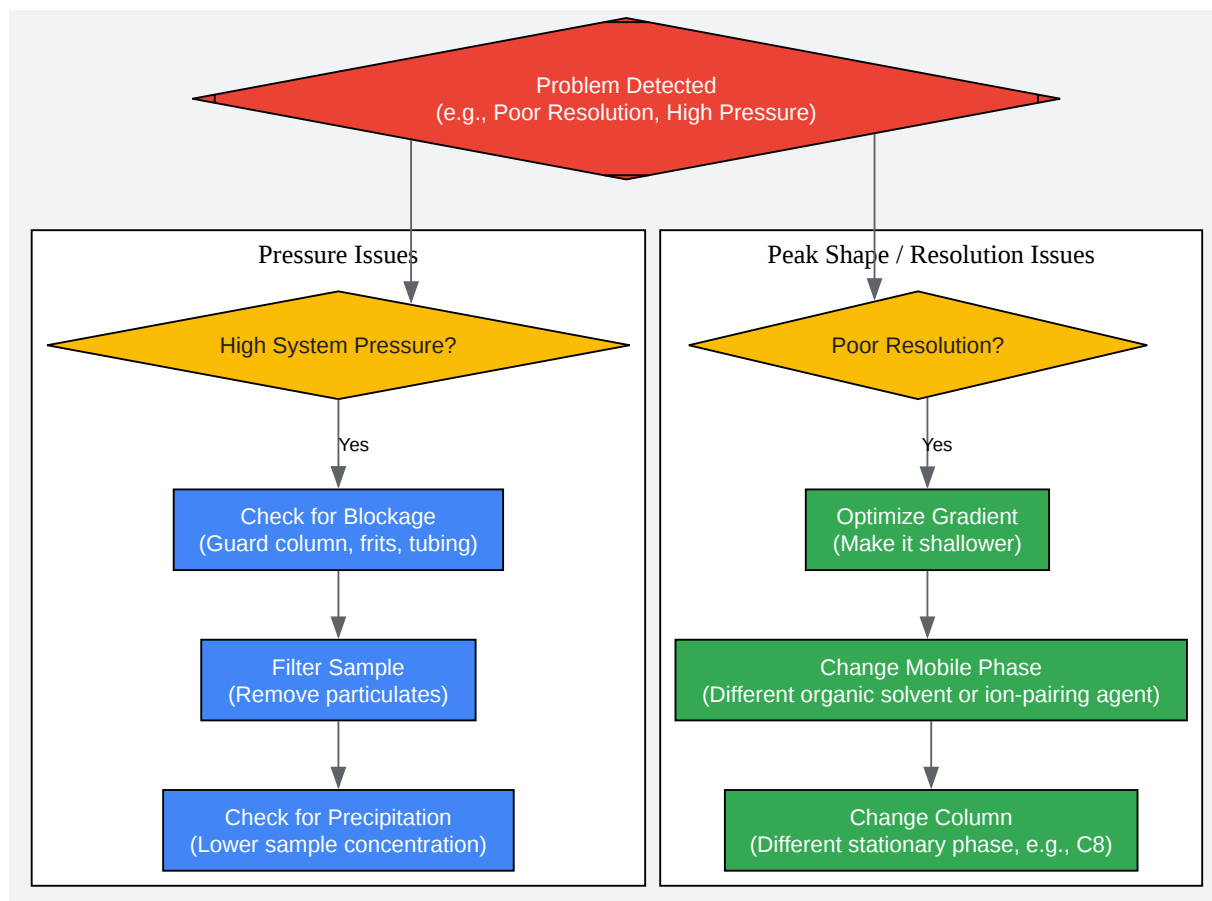 Problem Detected
(e.g., Poor Resolution, High Pressure)
Pressure Issues
High System Pressure?
Yes
Check for Blockage
(Guard column, frits, tubing)
Filter Sample
(Remove particulates)
Check for Precipitation
(Lower sample concentration)
Peak Shape / Resolution Issues
Poor Resolution?
Yes
Optimize Gradient
(Make it shallower)
Change Mobile Phase
(Different organic solvent or ion-pairing agent)
Change Column
(Different stationary phase, e.g., C8)